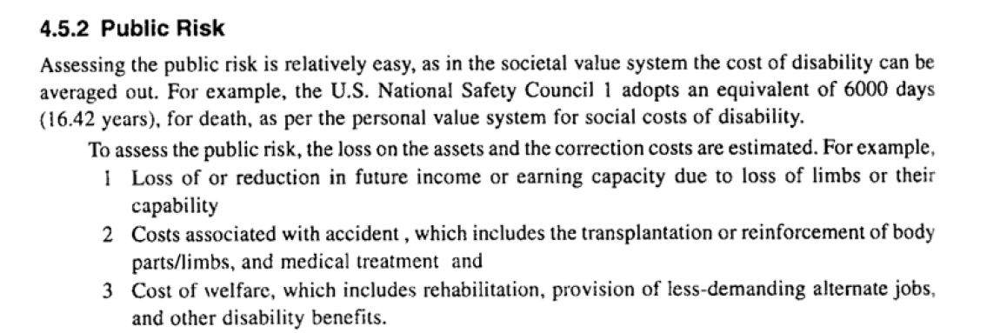 4.5.2 Public Risk
Assessing the public risk is relatively easy, as in the societal value system the cost of disability can be
averaged out. For example, the U.S. National Safety Council 1 adopts an equivalent of 6000 days
(16.42 years), for death, as per the personal value system for social costs of disability.
To assess the public risk, the loss on the assets and the correction costs are estimated. For example,
1 Loss of or reduction in future income or earning capacity due to loss of limbs or their
capability
2 Costs associated with accident , which includes the transplantation or reinforcement of body
parts/limbs, and medical treatment and
3 Cost of welfare, which includes rehabilitation, provision of less-demanding alternate jobs,
and other disability benefits.